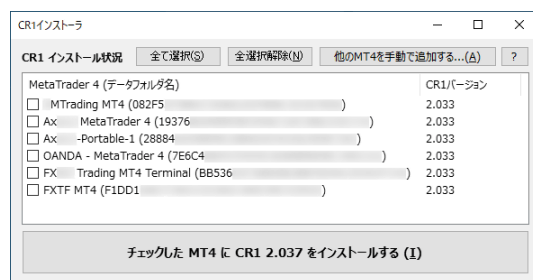 CR1インストーラ
CR1 インストール状況 全て選択(S) 全選択解除(N) 他のMT4を手動で追加する...(A) ?
MetaTrader 4 (データフォルダ名) CR1バージョン
MTrading MT4 (082F5 ) 2.033
Ax MetaTrader 4 (19376 ) 2.033
Ax -Portable-1 (28884 ) 2.033
OANDA - MetaTrader 4 (7E6C4 ) 2.033
FX Trading MT4 Terminal (BB536 ) 2.033
FXTF MT4 (F1DD1 ) 2.033
チェックした MT4 に CR1 2.037 をインストールする (I)